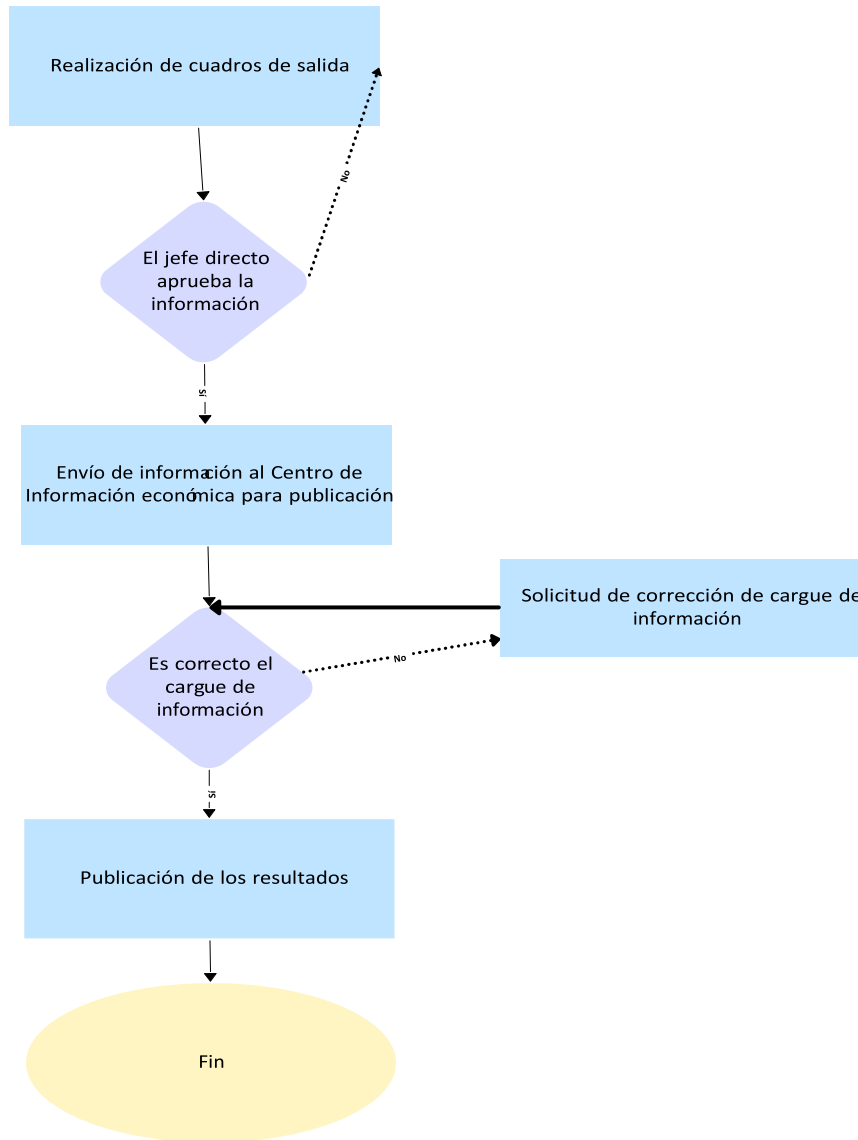 Realización de cuadros de salida
No
El jefe directo
aprueba la
información
Sí
Envío de información al Centro de
Información económica para publicación
Solicitud de corrección de cargue de
información
No
Es correcto el
cargue de
información
Sí
Publicación de los resultados
Fin